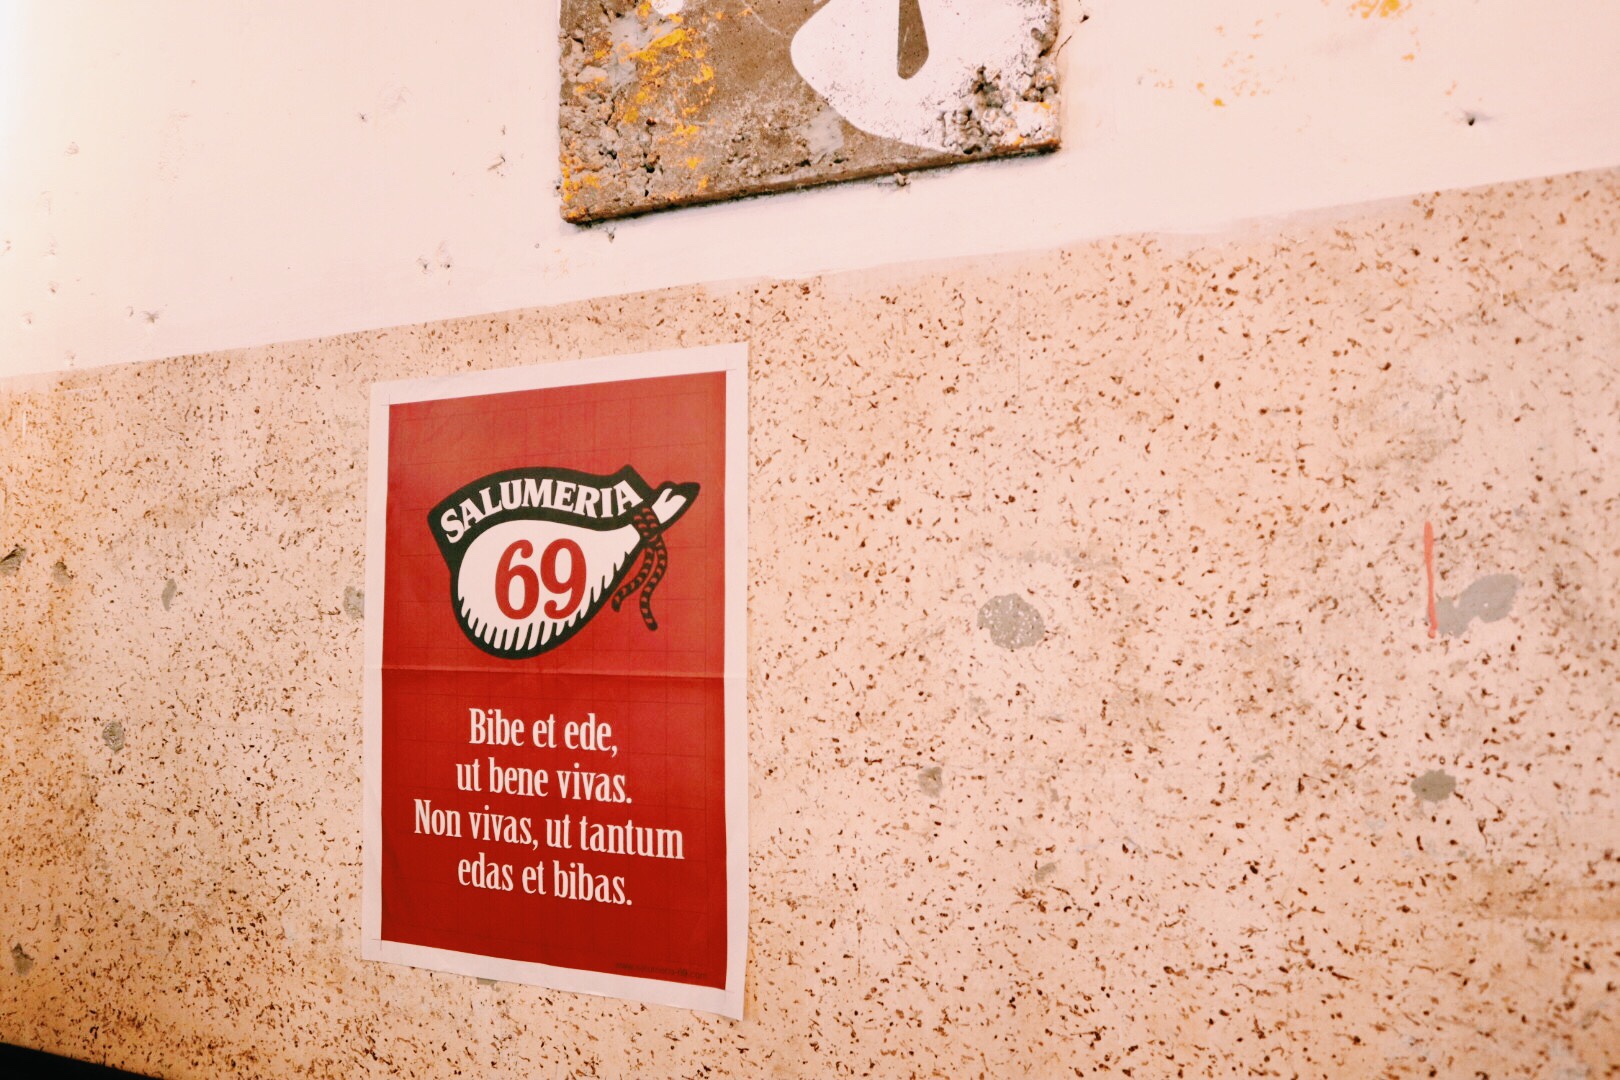 SALUMERIA
69
Bibe et ede,
ut bene vivas.
Non vivas, ut tantum
edas et bibas.